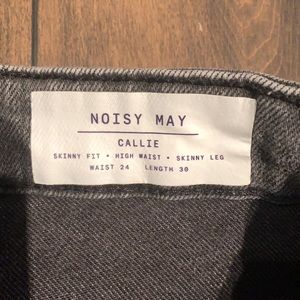 NOISY MAY
CALLIE
SKINNY FIT • HIGH WAIST • SKINNY LEG
WAIST 24 LENGTH 30